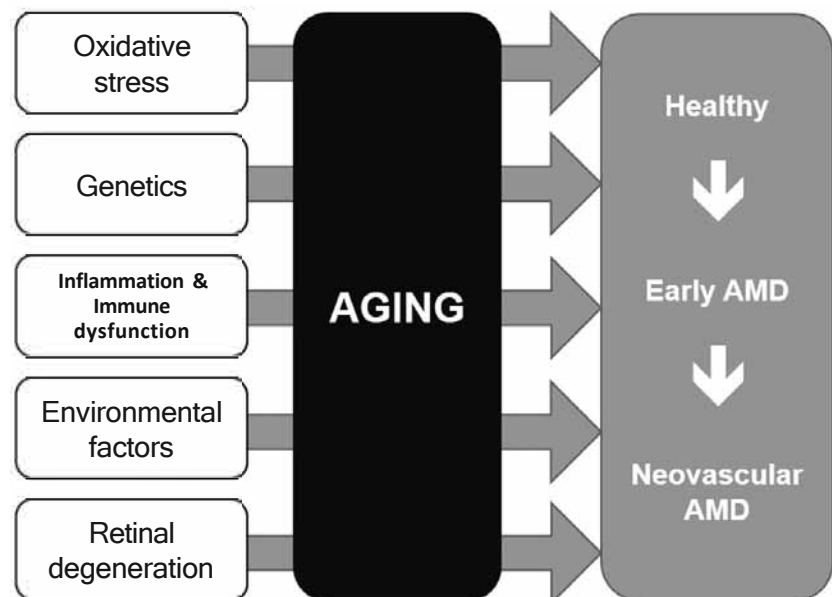 Oxidative
stress
Genetics
Inflammation &
Immune
dysfunction
Environmental
factors
Retinal
degeneration
AGING
Healthy
Early AMD
Neovascular
AMD